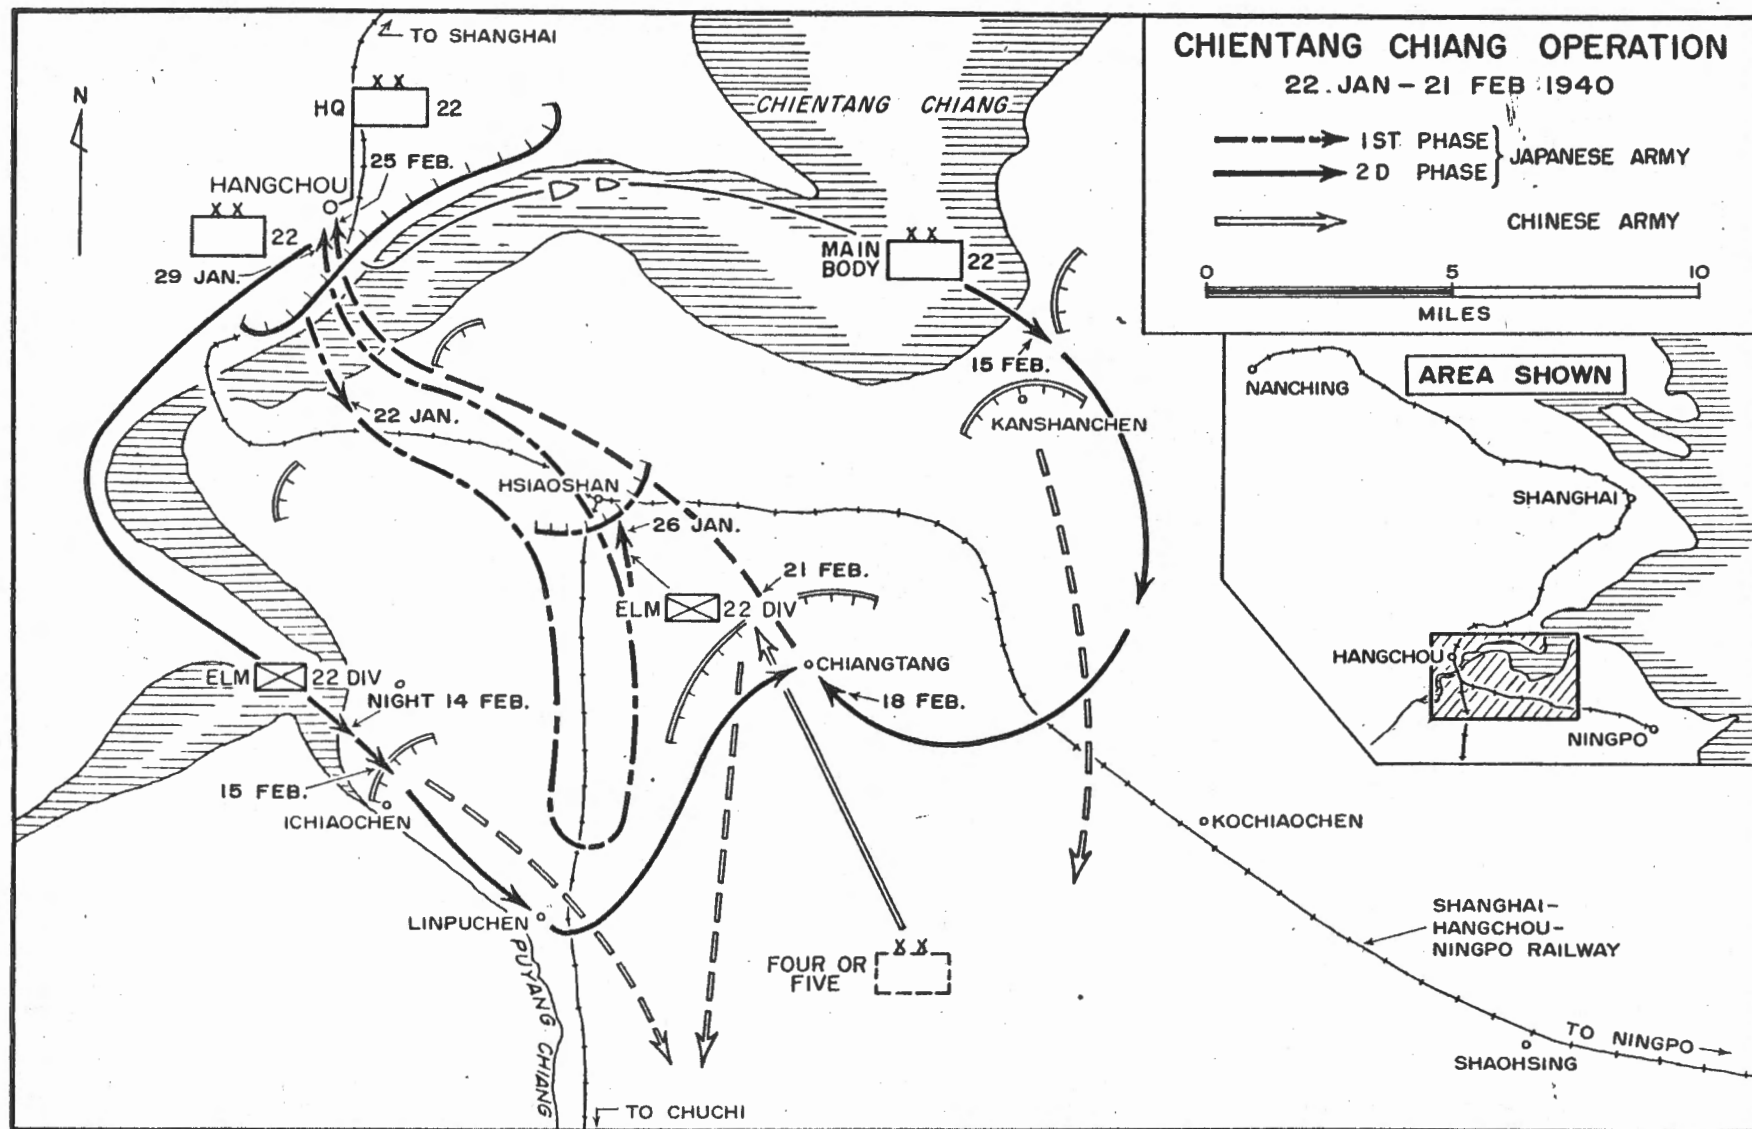 CHIENTANG CHIANG OPERATION
22 JAN – 21 FEB 1940
1ST PHASE
2D PHASE
JAPANESE ARMY
CHINESE ARMY
0 5 10
MILES
TO SHANGHAI
N
X X
HQ 22
25 FEB.
HANGCHOU
X X
22
29 JAN.
CHIENTANG CHIANG
X X
MAIN
BODY
22
15 FEB.
KANSHANCHEN
22 JAN.
HSIAOSHAN
26 JAN.
21 FEB.
ELM 22 DIV
CHIANGTANG
18 FEB.
ELM 22 DIV
NIGHT 14 FEB.
15 FEB.
ICHIAOCHEN
LINPUCHEN
PUYANG CHIANG
X X
FOUR OR
FIVE
TO CHUCHI
KOCHIAOCHEN
SHANGHAI–
HANGCHOU–
NINGPO RAILWAY
TO NINGPO
SHAOHSING
AREA SHOWN
NANCHING
SHANGHAI
HANGCHOU
NINGPO